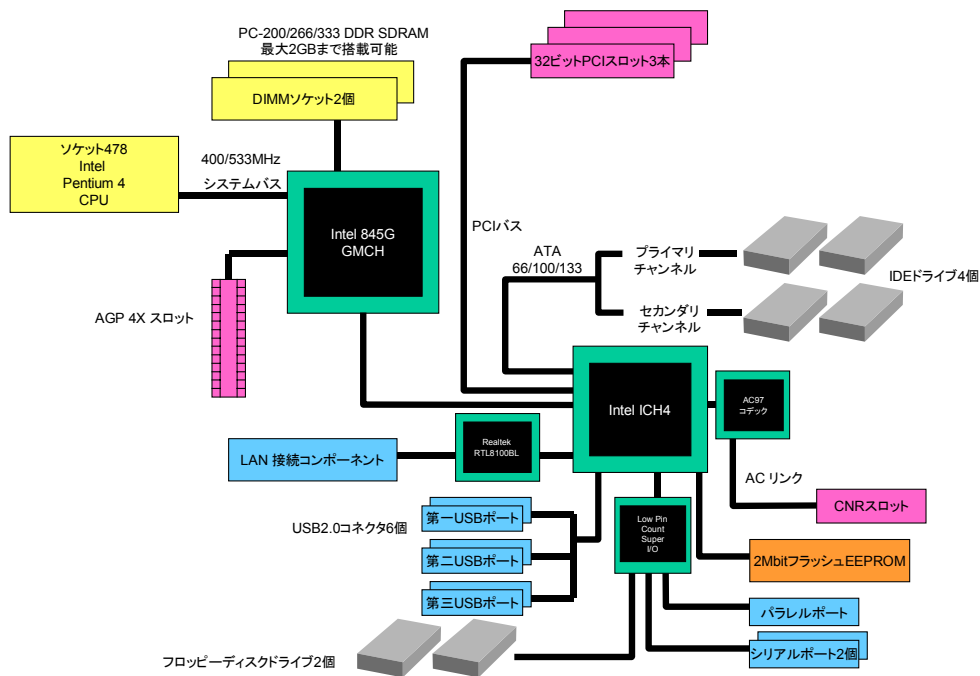 PC-200/266/333 DDR SDRAM
最大2GBまで搭載可能
DIMMソケット2個
32ビットPCIスロット3本
ソケット478
Intel
Pentium 4
CPU
400/533MHz
システムバス
Intel 845G
GMCH
PCIバス
ATA
66/100/133
プライマリ
チャンネル
IDEドライブ4個
セカンダリ
チャンネル
AGP 4X スロット
Intel ICH4
AC97
コデック
Realtek
RTL8100BL
LAN 接続コンポーネント
AC リンク
CNRスロット
USB2.0コネクタ6個
第一USBポート
第二USBポート
第三USBポート
Low Pin
Count
Super
I/O
2MbitフラッシュEEPROM
パラレルポート
シリアルポート2個
フロッピーディスクドライブ2個